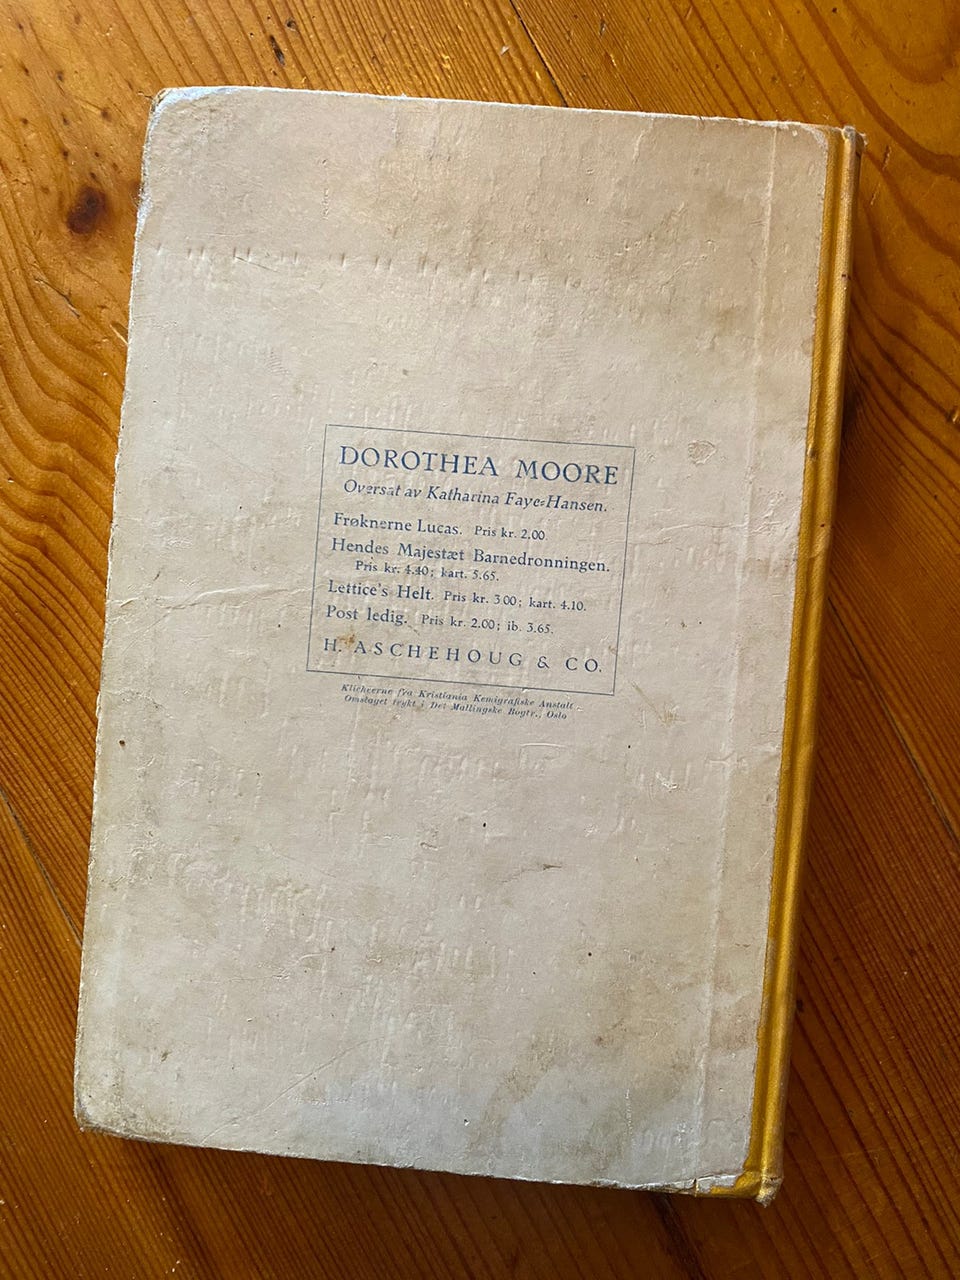 DOROTHEA MOORE
Oversat av Katharina Faye-Hansen.
Frøknerne Lucas. Pris kr. 2.00.
Hendes Majestæt Barnedronningen.
Pris kr. 4.40; kart. 5.65.
Lettice's Helt. Pris kr. 3 00; kart. 4.10.
Post ledig. Pris kr. 2.00; ib. 3.65.
H. ASCHEHOUG & CO.
Klicheerne fra Kristiania Kemigrafiske Anstalt
Omslaget trykt i Det Mallingske Bogtr., Oslo